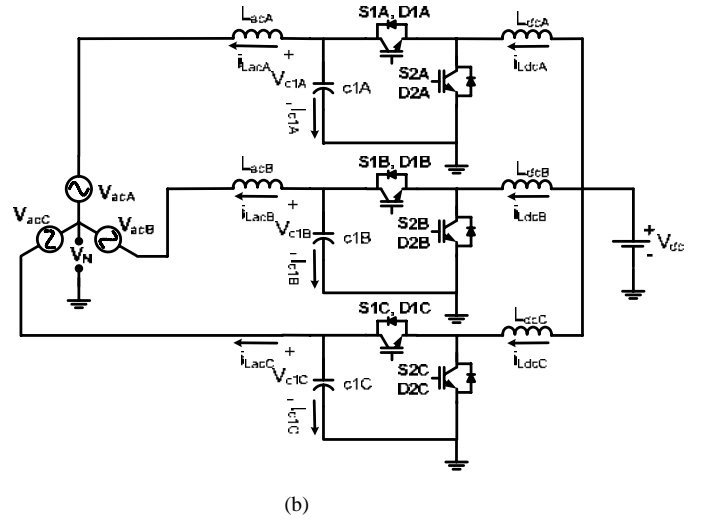 LacA
S1A, D1A
LdcA
iLacA
+
Vc1A
c1A
S2A
D2A
iLdcA
-
Ic1A
LacB
S1B, D1B
LdcB
VacA
iLacB
+
Vc1B
c1B
S2B
D2B
iLdcB
VacC
VacB
VN
-
Ic1B
+
Vdc
-
S1C, D1C
LdcC
iLacC
+
Vc1C
c1C
S2C
D2C
iLdcC
-
Ic1C
(b)